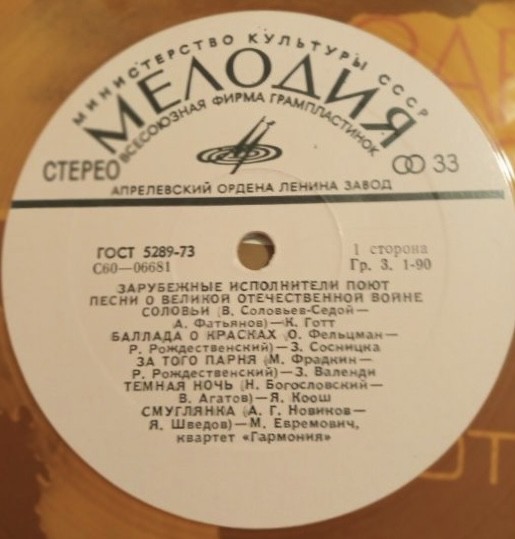 МИНИСТЕРСТВО КУЛЬТУРЫ СССР
МЕЛОДИЯ
ВСЕСОЮЗНАЯ ФИРМА ГРАМПЛАСТИНОК
СТЕРЕО
33
АПРЕЛЕВСКИЙ ОРДЕНА ЛЕНИНА ЗАВОД
ГОСТ 5289-73
1 сторона
С60—06681
Гр. 3. 1-90
ЗАРУБЕЖНЫЕ ИСПОЛНИТЕЛИ ПОЮТ
ПЕСНИ О ВЕЛИКОЙ ОТЕЧЕСТВЕННОЙ ВОЙНЕ
СОЛОВЬИ (В. Соловьев-Седой—
А. Фатьянов)—К. Готт
БАЛЛАДА О КРАСКАХ (О. Фельцман—
Р. Рождественский)—З. Сосницка
ЗА ТОГО ПАРНЯ (М. Фрадкин—
Р. Рождественский)—З. Валенди
ТЕМНАЯ НОЧЬ (Н. Богословский—
В. Агатов)—Я. Коош
СМУГЛЯНКА (А. Г. Новиков—
Я. Шведов)—М. Евремович,
квартет «Гармония»